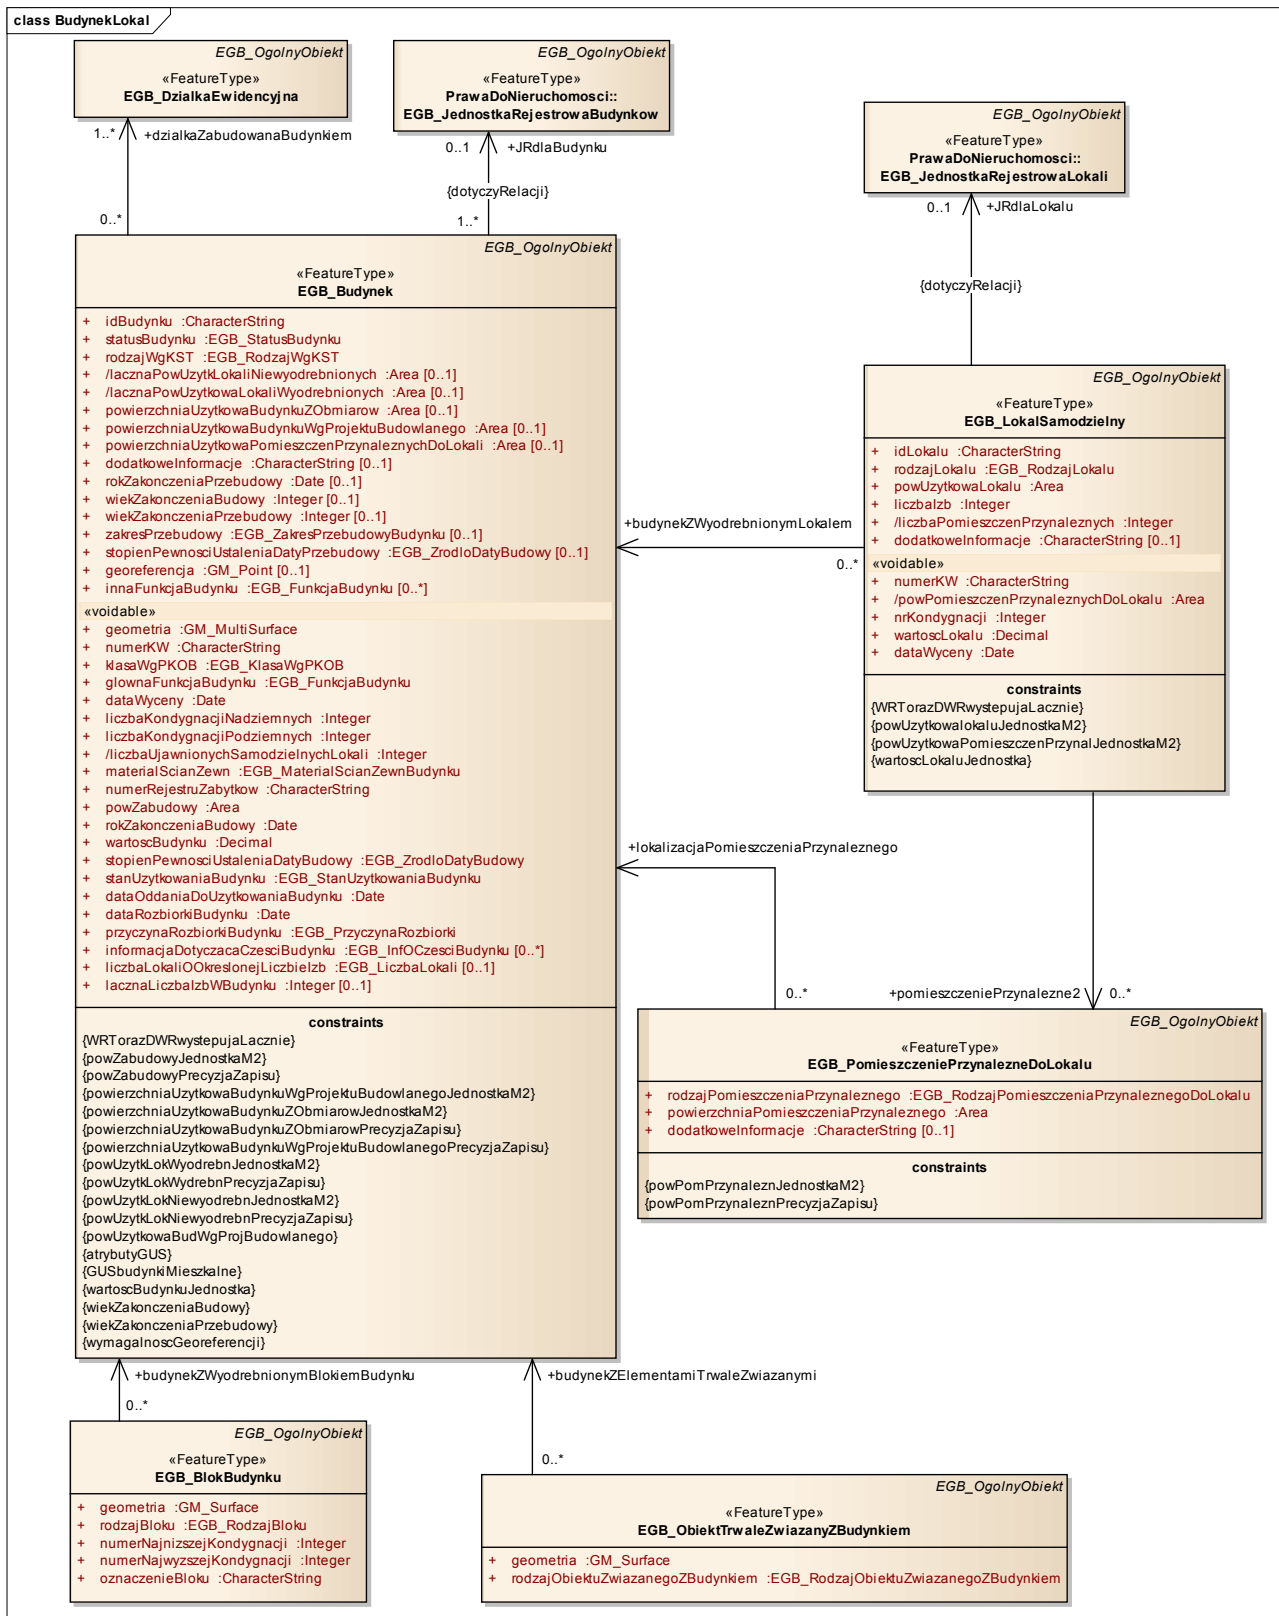 class BudynekLokal
EGB_OgolnyObiekt
«FeatureType»
EGB_DzialkaEwidencyjna
EGB_OgolnyObiekt
«FeatureType»
PrawaDoNieruchomosci::
EGB_JednostkaRejestrowaBudynkow
EGB_OgolnyObiekt
«FeatureType»
PrawaDoNieruchomosci::
EGB_JednostkaRejestrowaLokali
1..*
+dzialkaZabudowanaBudynkiem
0..*
0..1
+JRdlaBudynku
{dotyczyRelacji}
1..*
0..1
+JRdlaLokalu
{dotyczyRelacji}
EGB_OgolnyObiekt
«FeatureType»
EGB_Budynek
+ idBudynku :CharacterString
+ statusBudynku :EGB_StatusBudynku
+ rodzajWgKST :EGB_RodzajWgKST
+ /lacznaPowUzytkLokaliNiewyodrebnionych :Area [0..1]
+ /lacznaPowUzytkowaLokaliWyodrebnionych :Area [0..1]
+ powierzchniaUzytkowaBudynkuZObmiarow :Area [0..1]
+ powierzchniaUzytkowaBudynkuWgProjektuBudowlanego :Area [0..1]
+ powierzchniaUzytkowaPomieszczenPrzynaleznychDoLokali :Area [0..1]
+ dodatkoweInformacje :CharacterString [0..1]
+ rokZakonczeniaPrzebudowy :Date [0..1]
+ wiekZakonczeniaBudowy :Integer [0..1]
+ wiekZakonczeniaPrzebudowy :Integer [0..1]
+ zakresPrzebudowy :EGB_ZakresPrzebudowyBudynku [0..1]
+ stopienPewnosciUstaleniaDatyPrzebudowy :EGB_ZrodloDatyBudowy [0..1]
+ georeferencja :GM_Point [0..1]
+ innaFunkcjaBudynku :EGB_FunkcjaBudynku [0..*]
«voidable»
+ geometria :GM_MultiSurface
+ numerKW :CharacterString
+ klasaWgPKOB :EGB_KlasaWgPKOB
+ glownaFunkcjaBudynku :EGB_FunkcjaBudynku
+ dataWyceny :Date
+ liczbaKondygnacjiNadziemnych :Integer
+ liczbaKondygnacjiPodziemnych :Integer
+ /liczbaUjawnionychSamodzielnychLokali :Integer
+ materialScianZewn :EGB_MaterialScianZewnBudynku
+ numerRejestruZabytkow :CharacterString
+ powZabudowy :Area
+ rokZakonczeniaBudowy :Date
+ wartoscBudynku :Decimal
+ stopienPewnosciUstaleniaDatyBudowy :EGB_ZrodloDatyBudowy
+ stanUzytkowaniaBudynku :EGB_StanUzytkowaniaBudynku
+ dataOddaniaDoUzytkowaniaBudynku :Date
+ dataRozbiorkiBudynku :Date
+ przyczynaRozbiorkiBudynku :EGB_PrzyczynaRozbiorki
+ informacjaDotyczacaCzesciBudynku :EGB_InfOCzesciBudynku [0..*]
+ liczbaLokaliOOkreslonejLiczbieIzb :EGB_LiczbaLokali [0..1]
+ lacznaLiczbaIzbWBudynku :Integer [0..1]
constraints
{WRTorazDWRwystepujaLacznie}
{powZabudowyJednostkaM2}
{powZabudowyPrecyzjaZapisu}
{powierzchniaUzytkowaBudynkuWgProjektuBudowlanegoJednostkaM2}
{powierzchniaUzytkowaBudynkuZObmiarowJednostkaM2}
{powierzchniaUzytkowaBudynkuZObmiarowPrecyzjaZapisu}
{powierzchniaUzytkowaBudynkuWgProjektuBudowlanegoPrecyzjaZapisu}
{powUzytkLokWyodrebnJednostkaM2}
{powUzytkLokWydrebnPrecyzjaZapisu}
{powUzytkLokNiewyodrebnJednostkaM2}
{powUzytkLokNiewyodrebnPrecyzjaZapisu}
{powUzytkowaBudWgProjBudowlanego}
{atrybutyGUS}
{GUSbudynkiMieszkalne}
{wartoscBudynkuJednostka}
{wiekZakonczeniaBudowy}
{wiekZakonczeniaPrzebudowy}
{wymagalnoscGeoreferencji}
EGB_OgolnyObiekt
«FeatureType»
EGB_LokalSamodzielny
+ idLokalu :CharacterString
+ rodzajLokalu :EGB_RodzajLokalu
+ powUzytkowaLokalu :Area
+ liczbaIzb :Integer
+ /liczbaPomieszczenPrzynaleznych :Integer
+ dodatkoweInformacje :CharacterString [0..1]
«voidable»
+ numerKW :CharacterString
+ /powPomieszczenPrzynaleznychDoLokalu :Area
+ nrKondygnacji :Integer
+ wartoscLokalu :Decimal
+ dataWyceny :Date
constraints
{WRTorazDWRwystepujaLacznie}
{powUzytkowalokaluJednostkaM2}
{powUzytkowaPomieszczenPrzynalJednostkaM2}
{wartoscLokaluJednostka}
+budynekZWyodrebnionymLokalem
0..*
+lokalizacjaPomieszczeniaPrzynaleznego
0..*
+pomieszczeniePrzynalezne2
0..*
EGB_OgolnyObiekt
«FeatureType»
EGB_PomieszczeniePrzynalezneDoLokalu
+ rodzajPomieszczeniaPrzynaleznego :EGB_RodzajPomieszczeniaPrzynaleznegoDoLokalu
+ powierzchniaPomieszczeniaPrzynaleznego :Area
+ dodatkoweInformacje :CharacterString [0..1]
constraints
{powPomPrzynaleznJednostkaM2}
{powPomPrzynaleznPrecyzjaZapisu}
+budynekZWyodrebnionymBlokiemBudynku
0..*
+budynekZElementamiTrwaleZwiazanymi
0..*
EGB_OgolnyObiekt
«FeatureType»
EGB_BlokBudynku
+ geometria :GM_Surface
+ rodzajBloku :EGB_RodzajBloku
+ numerNajnizszejKondygnacji :Integer
+ numerNajwyzszejKondygnacji :Integer
+ oznaczenieBloku :CharacterString
EGB_OgolnyObiekt
«FeatureType»
EGB_ObiektTrwaleZwiazanyZBudynkiem
+ geometria :GM_Surface
+ rodzajObiektuZwiazanegoZBudynkiem :EGB_RodzajObiektuZwiazanegoZBudynkiem